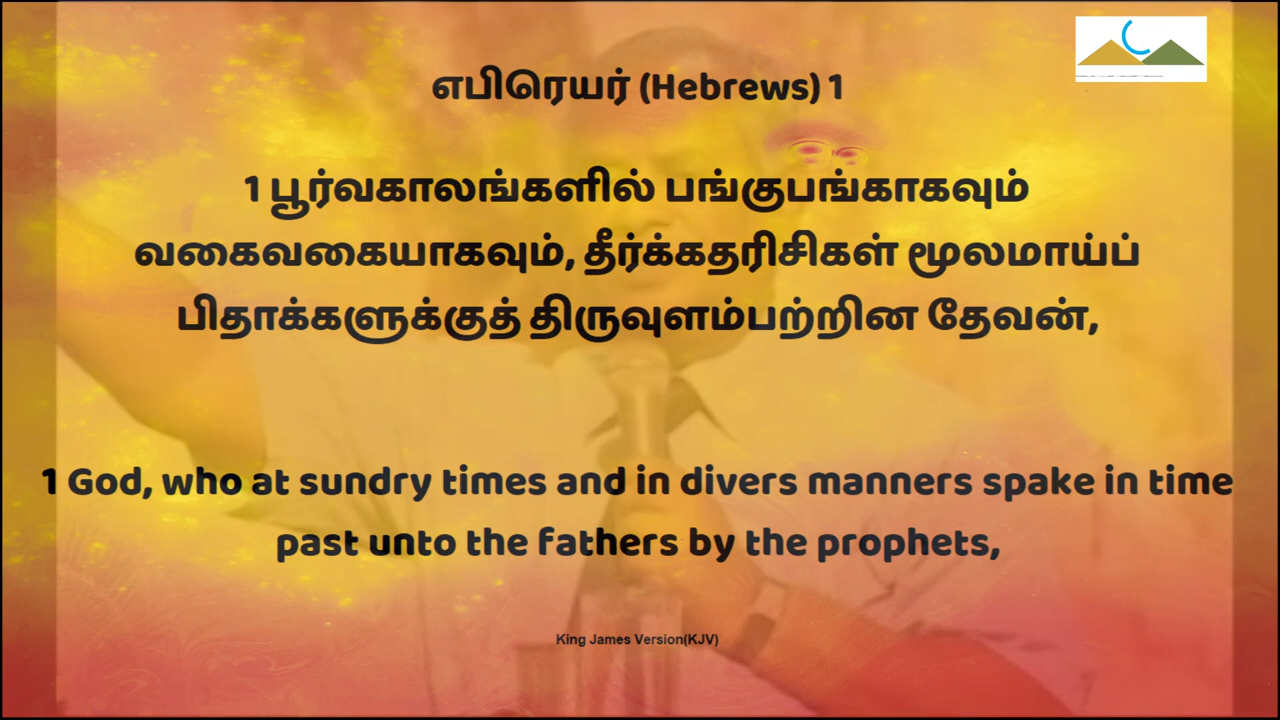 எபிரெயர் (Hebrews) 1
1 பூர்வகாலங்களில் பங்குபங்காகவும்
வகைவகையாகவும், தீர்க்கதரிசிகள் மூலமாய்ப்
பிதாக்களுக்குத் திருவுளம்பற்றின தேவன்,
1 God, who at sundry times and in divers manners spake in time
past unto the fathers by the prophets,
King James Version(KJV)